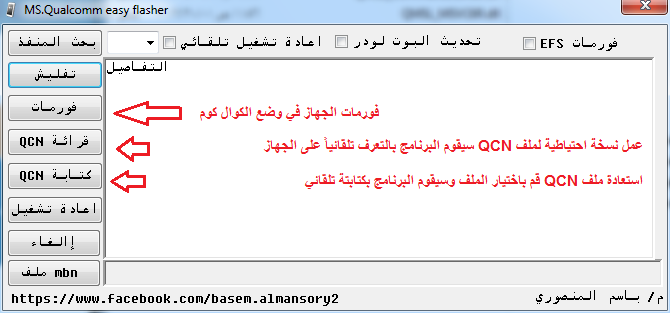 MS.Qualcomm easy flasher
بحث المنفذ
اعادة تشغيل تلقائي
تحديث البوت لودر
فورمات EFS
تفليش
التفاصيل
فورمات
فورمات الجهاز في وضع الكوال كوم
قرائة QCN
عمل نسخة احتياطية لملف QCN سيقوم البرنامج بالتعرف تلقائياً على الجهاز
كتابة QCN
استعادة ملف QCN قم باختيار الملف وسيقوم البرنامج بكتابتة تلقائي
اعادة تشغيل
إالغاء
ملف mbn
https://www.facebook.com/basem.almansory2
م/ باسم المنصوري